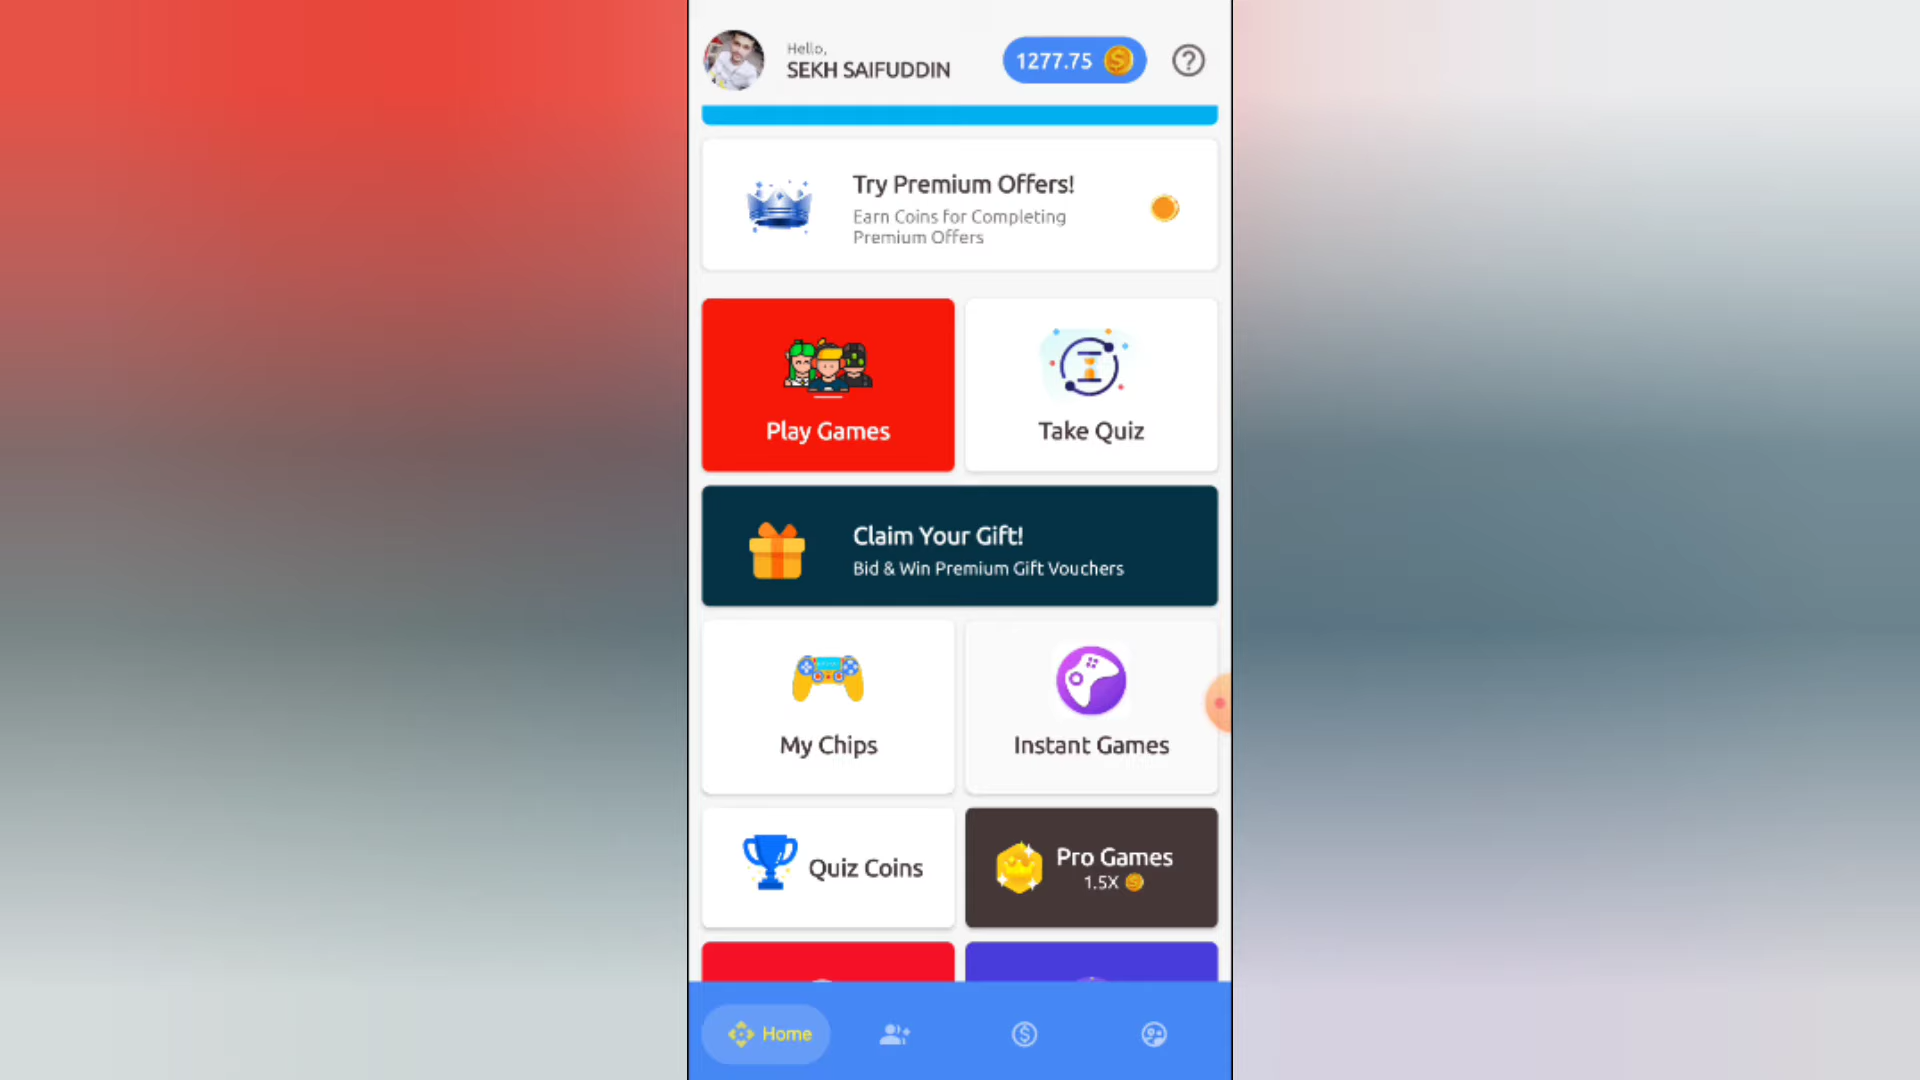 Hello,
SEKH SAIFUDDIN
1277.75
Try Premium Offers!
Earn Coins for Completing
Premium Offers
Play Games
Take Quiz
Claim Your Gift!
Bid & Win Premium Gift Vouchers
My Chips
Instant Games
Quiz Coins
Pro Games
1.5X
Home